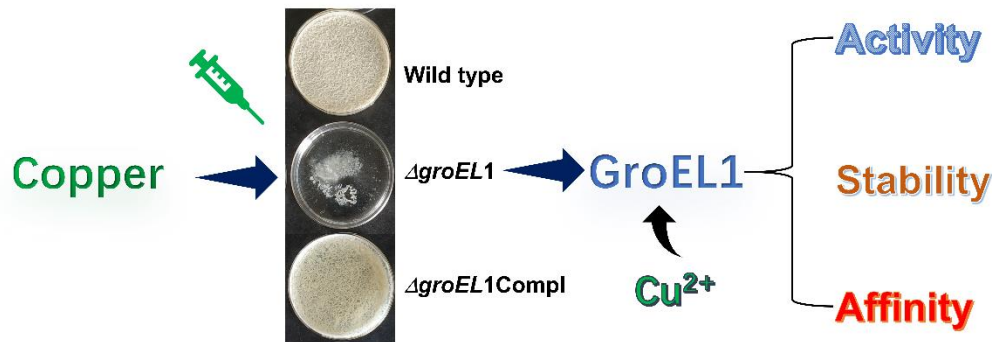 Copper
Wild type
ΔgroEL1
ΔgroEL1Compl
GroEL1
Cu²⁺
Activity
Stability
Affinity